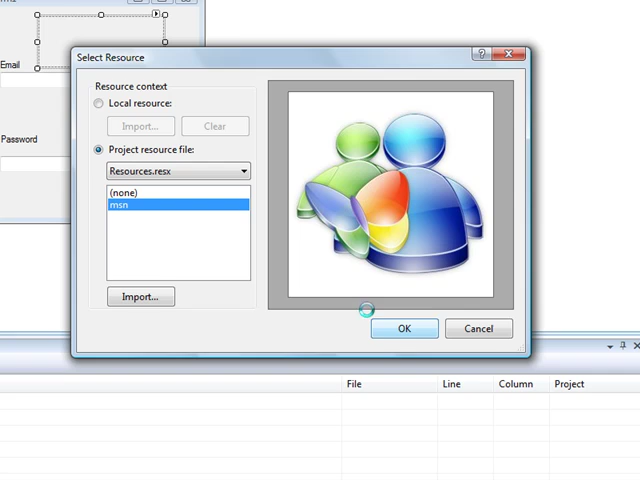 Email
Password
Select Resource
Resource context
Local resource:
Import...
Clear
Project resource file:
Resources.resx
(none)
msn
Import...
OK
Cancel
File
Line
Column
Project